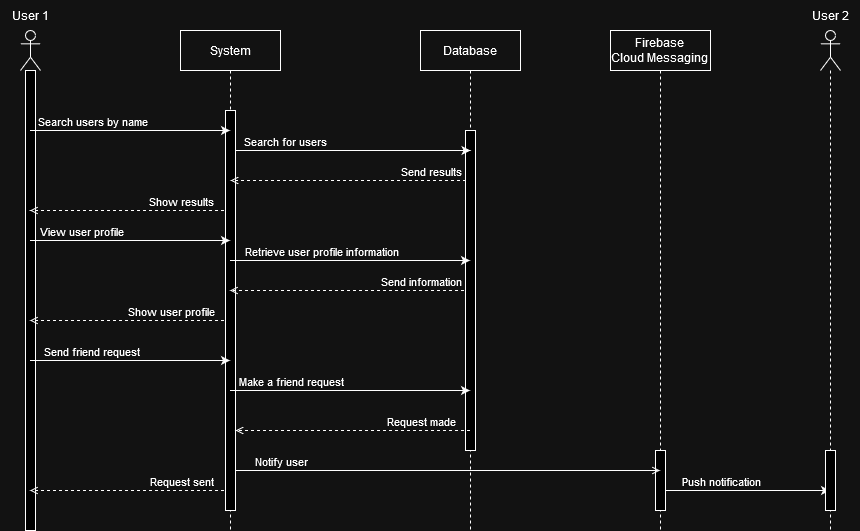 User 1
User 2
System
Database
Firebase
Cloud Messaging
Search users by name
Search for users
Send results
Show results
View user profile
Retrieve user profile information
Send information
Show user profile
Send friend request
Make a friend request
Request made
Notify user
Request sent
Push notification